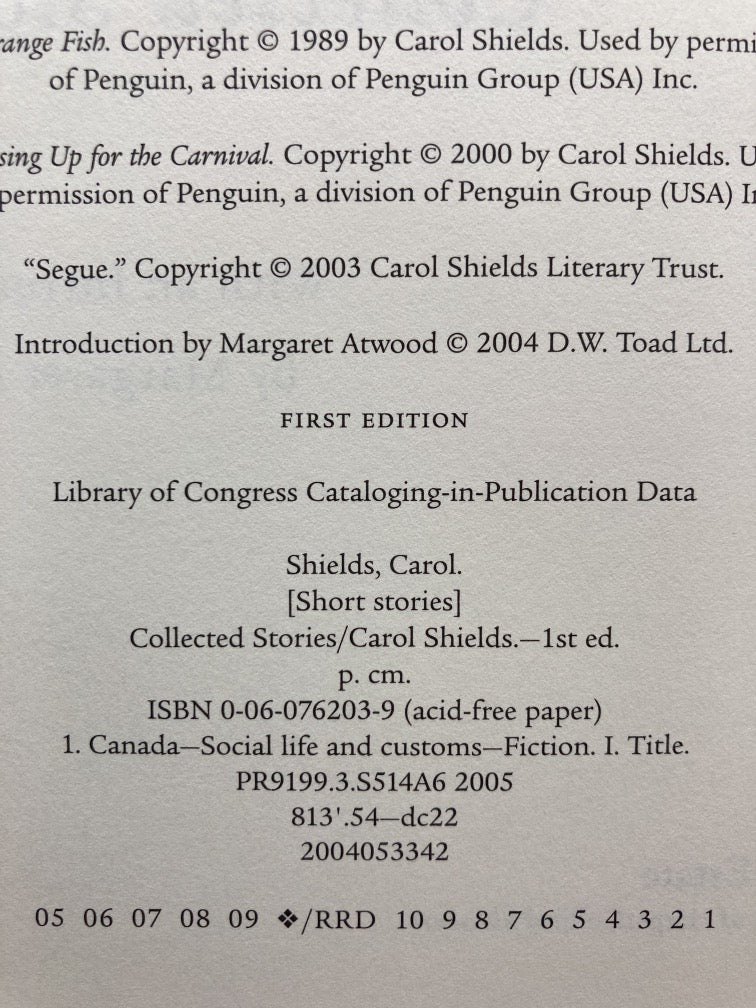 range Fish. Copyright © 1989 by Carol Shields. Used by permi
of Penguin, a division of Penguin Group (USA) Inc.
sing Up for the Carnival. Copyright © 2000 by Carol Shields. U
permission of Penguin, a division of Penguin Group (USA) In
“Segue.” Copyright © 2003 Carol Shields Literary Trust.
Introduction by Margaret Atwood © 2004 D.W. Toad Ltd.
FIRST EDITION
Library of Congress Cataloging-in-Publication Data
Shields, Carol.
[Short stories]
Collected Stories/Carol Shields.—1st ed.
p. cm.
ISBN 0-06-076203-9 (acid-free paper)
1. Canada—Social life and customs—Fiction. I. Title.
PR9199.3.S514A6 2005
813'.54—dc22
2004053342
05 06 07 08 09 ❖/RRD 10 9 8 7 6 5 4 3 2 1